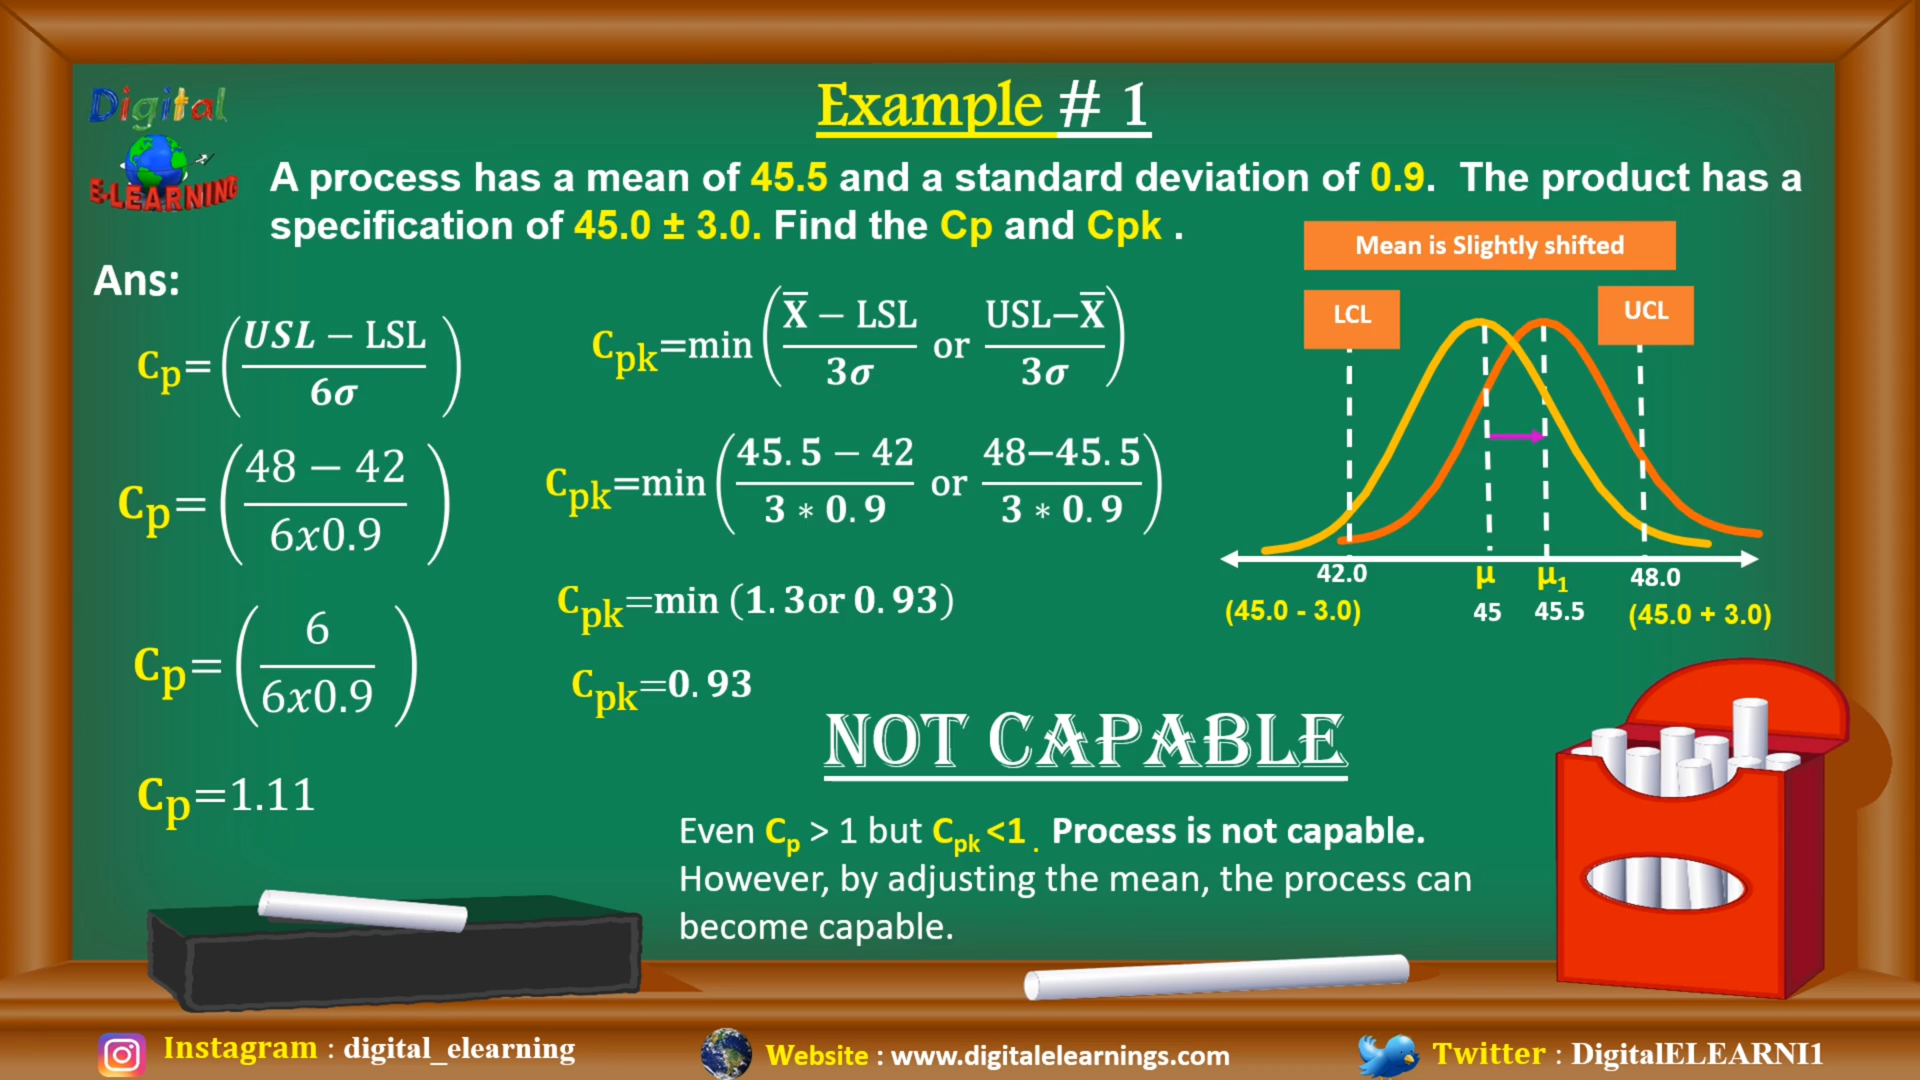 Digital
E-LEARNING
Example # 1
A process has a mean of 45.5 and a standard deviation of 0.9. The product has a
specification of 45.0 ± 3.0. Find the Cp and Cpk .
Ans:
Cp=(USL – LSL / 6σ)
Cp=(48 – 42 / 6x0.9)
Cp=(6 / 6x0.9)
Cp=1.11
Cpk=min(X̅ – LSL / 3σ or USL–X̅ / 3σ)
Cpk=min(45.5 – 42 / 3 * 0.9 or 48–45.5 / 3 * 0.9)
Cpk=min (1.3or 0.93)
Cpk=0.93
Mean is Slightly shifted
LCL
UCL
42.0 μ μ1 48.0
(45.0 - 3.0) 45 45.5 (45.0 + 3.0)
NOT CAPABLE
Even Cp > 1 but Cpk <1 . Process is not capable.
However, by adjusting the mean, the process can
become capable.
Instagram : digital_elearning
Website : www.digitalelearnings.com
Twitter : DigitalELEARNI1